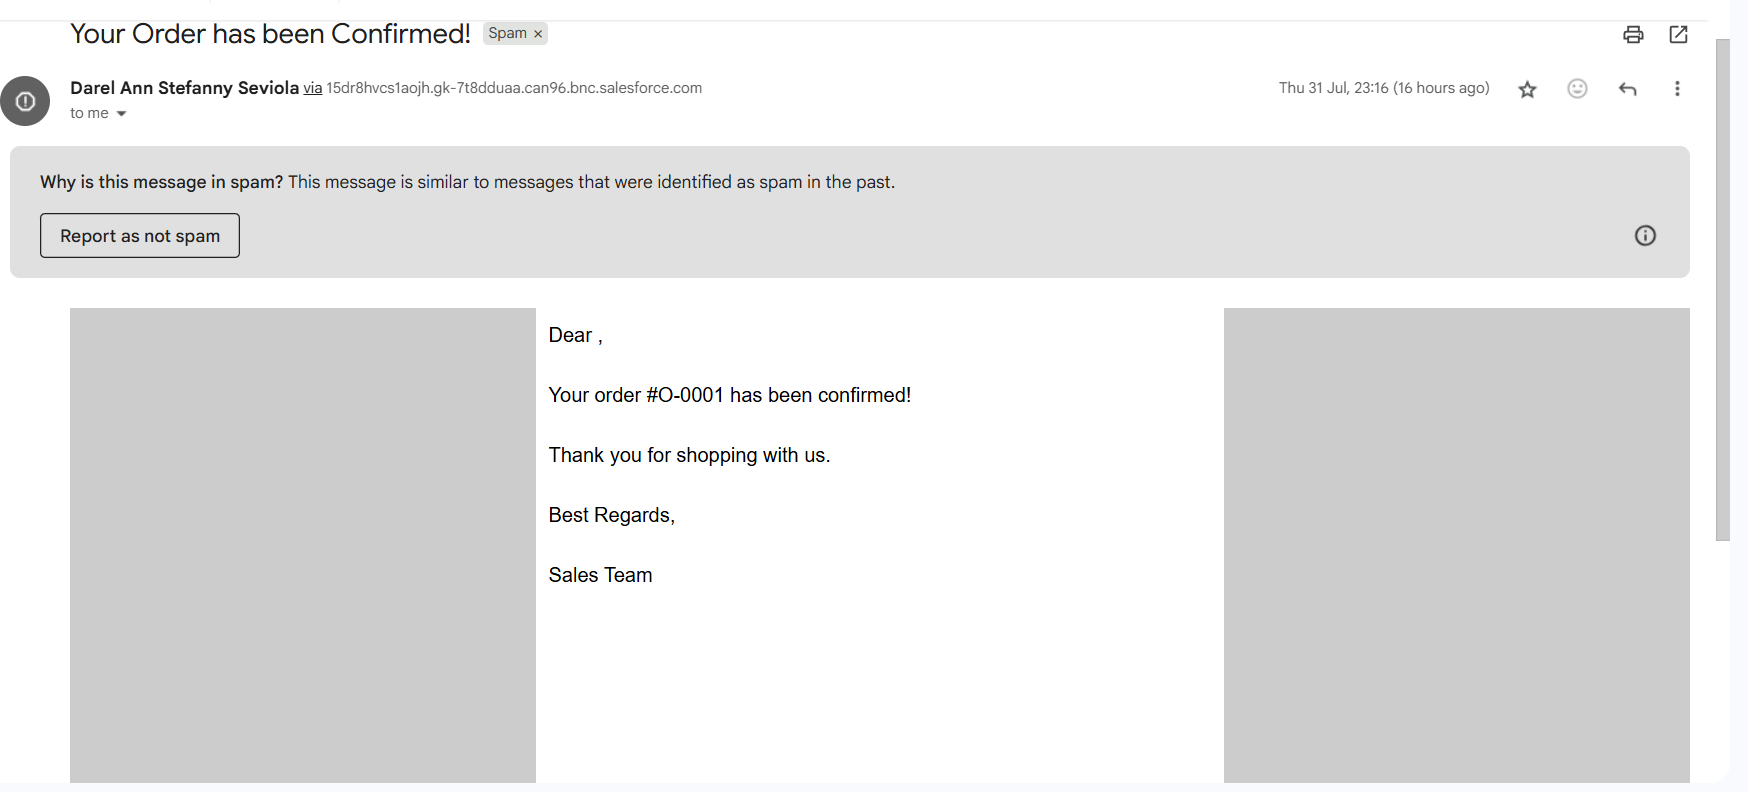 Your Order has been Confirmed! Spam ×
Darel Ann Stefanny Seviola via 15dr8hvcs1aojh.gk-7t8dduaa.can96.bnc.salesforce.com Thu 31 Jul, 23:16 (16 hours ago)
to me
Why is this message in spam? This message is similar to messages that were identified as spam in the past.
Report as not spam
Dear ,
Your order #O-0001 has been confirmed!
Thank you for shopping with us.
Best Regards,
Sales Team